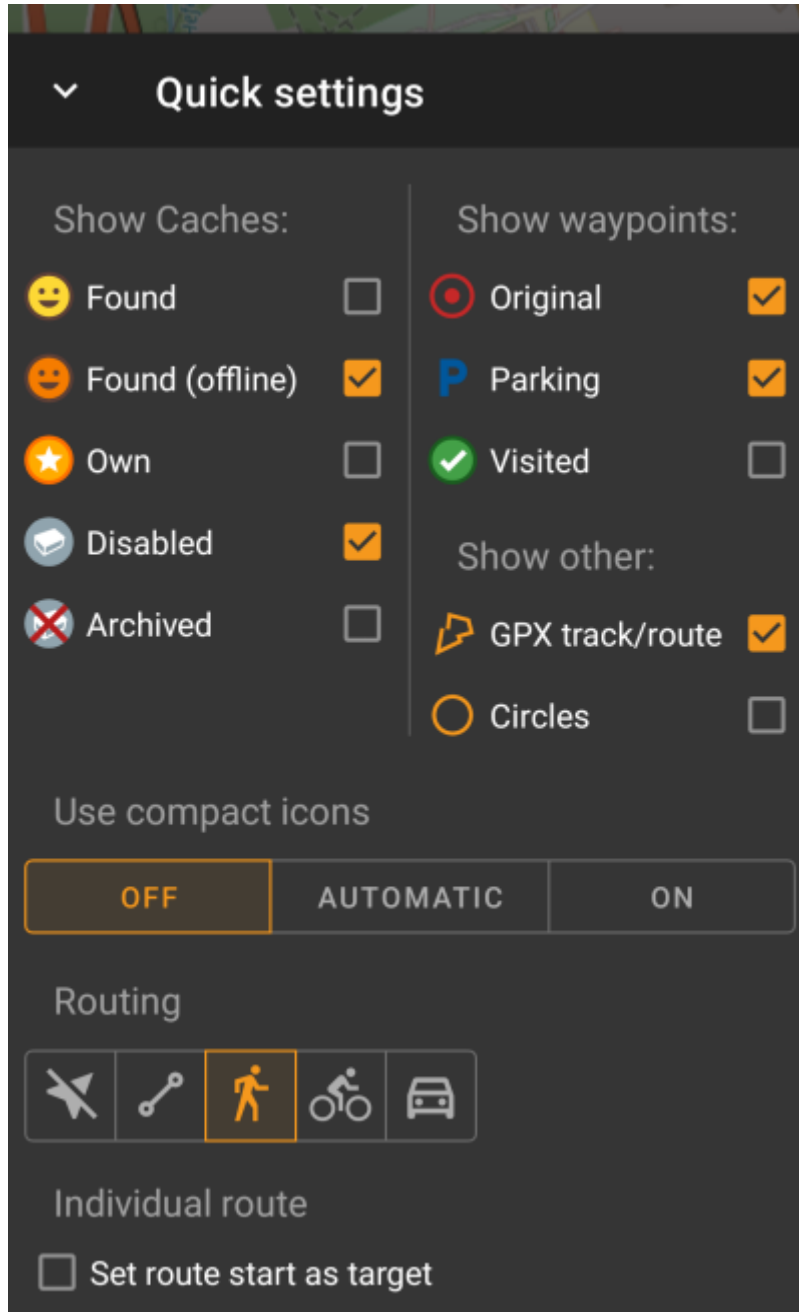 Quick settings
Show Caches:
Found
Found (offline)
Own
Disabled
Archived
Show waypoints:
Original
P Parking
Visited
Show other:
GPX track/route
Circles
Use compact icons
OFF AUTOMATIC ON
Routing
Individual route
Set route start as target